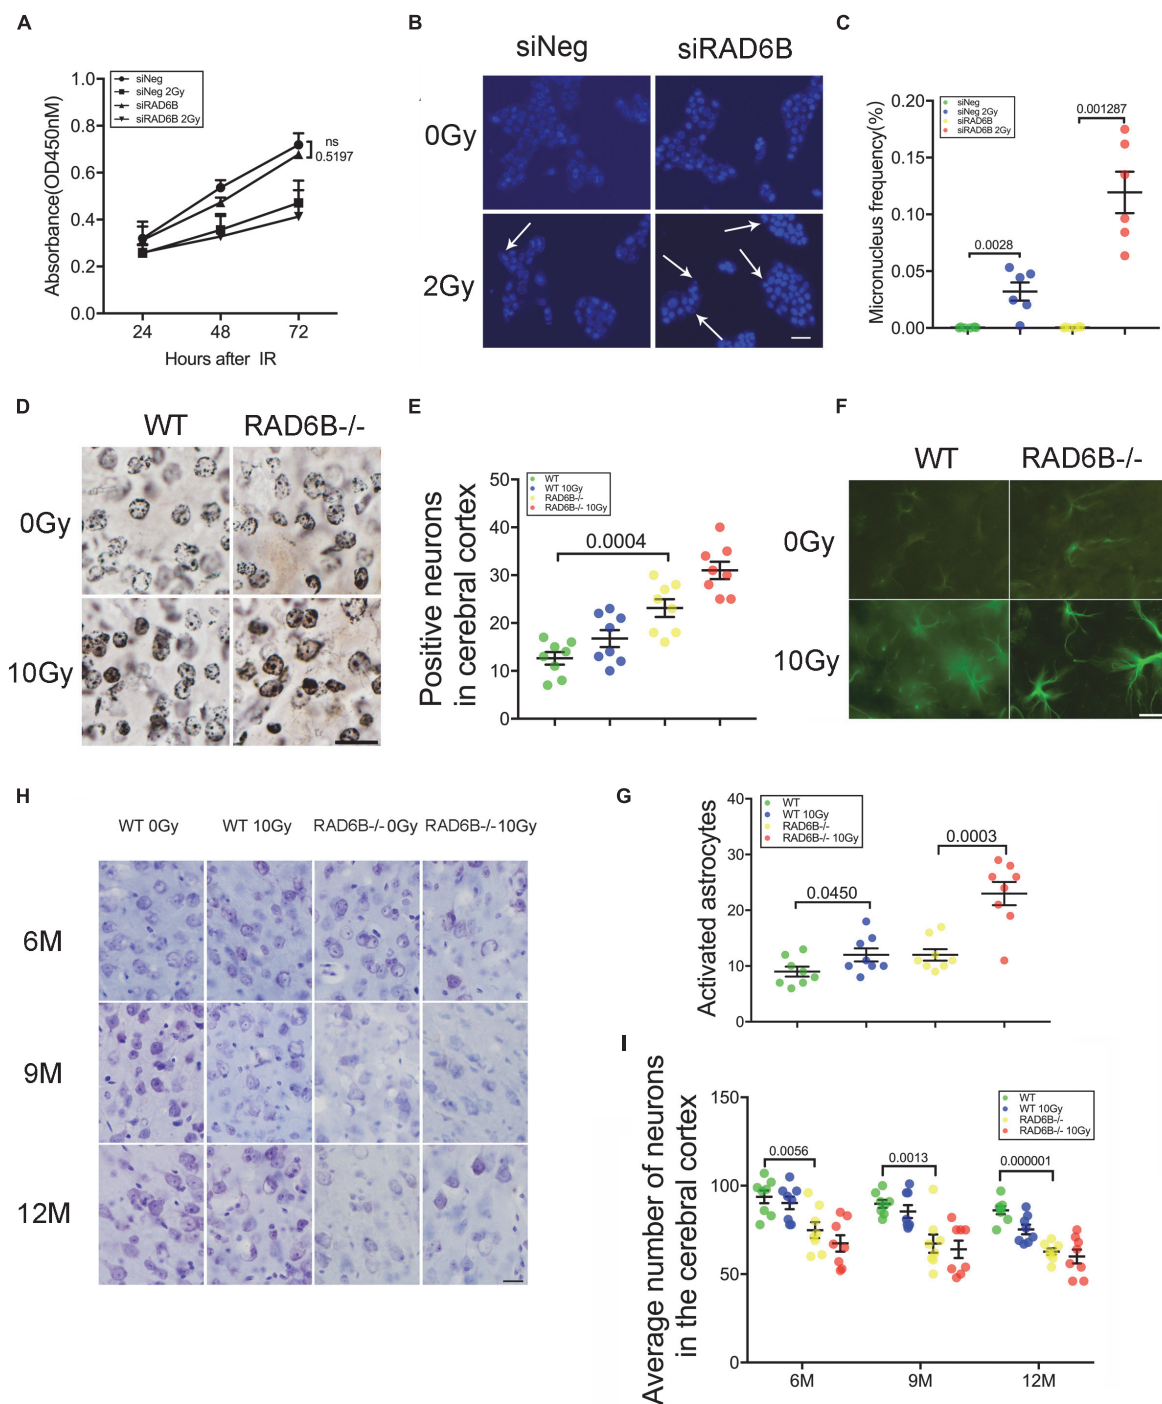 A
siNeg
siNeg 2Gy
siRAD6B
siRAD6B 2Gy
1.0
0.8
0.6
0.4
0.2
0.0
Absorbance(OD450nM)
ns
0.5197
24
48
72
Hours after IR
B
siNeg
siRAD6B
0Gy
2Gy
C
siNeg
siNeg 2Gy
siRAD6B
siRAD6B 2Gy
0.20
0.15
0.10
0.05
0.00
Micronucleus frequency(%)
0.0028
0.001287
D
WT
RAD6B-/-
0Gy
10Gy
E
WT
WT 10Gy
RAD6B-/-
RAD6B-/- 10Gy
50
40
30
20
10
0
Positive neurons
in cerebral cortex
0.0004
F
WT
RAD6B-/-
0Gy
10Gy
H
WT 0Gy
WT 10Gy
RAD6B-/- 0Gy
RAD6B-/-10Gy
6M
9M
12M
G
WT
WT 10Gy
RAD6B-/-
RAD6B-/- 10Gy
40
30
20
10
0
Activated astrocytes
0.0450
0.0003
I
WT
WT 10Gy
RAD6B-/-
RAD6B-/- 10Gy
150
100
50
0
Average number of neurons
in the cerebral cortex
0.0056
0.0013
0.000001
6M
9M
12M